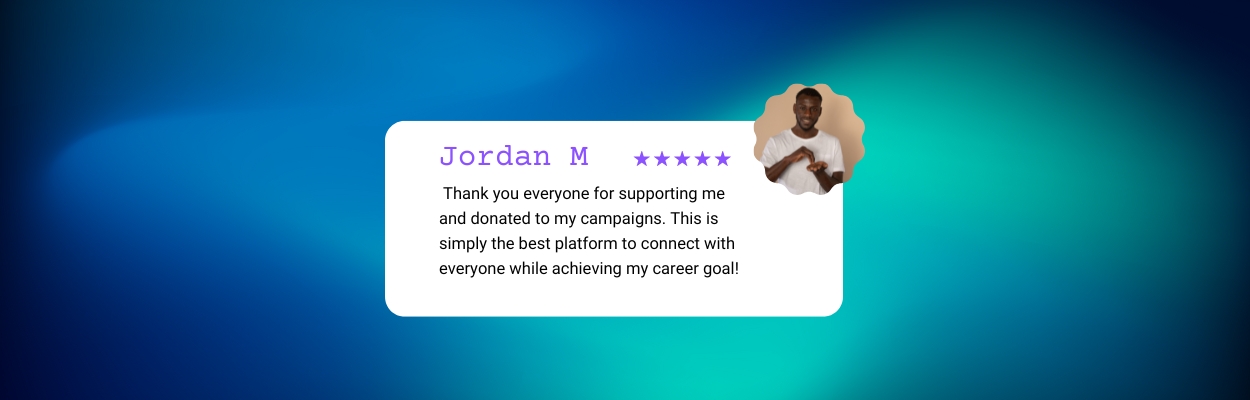 Jordan M ★★★★★
Thank you everyone for supporting me
and donated to my campaigns. This is
simply the best platform to connect with
everyone while achieving my career goal!